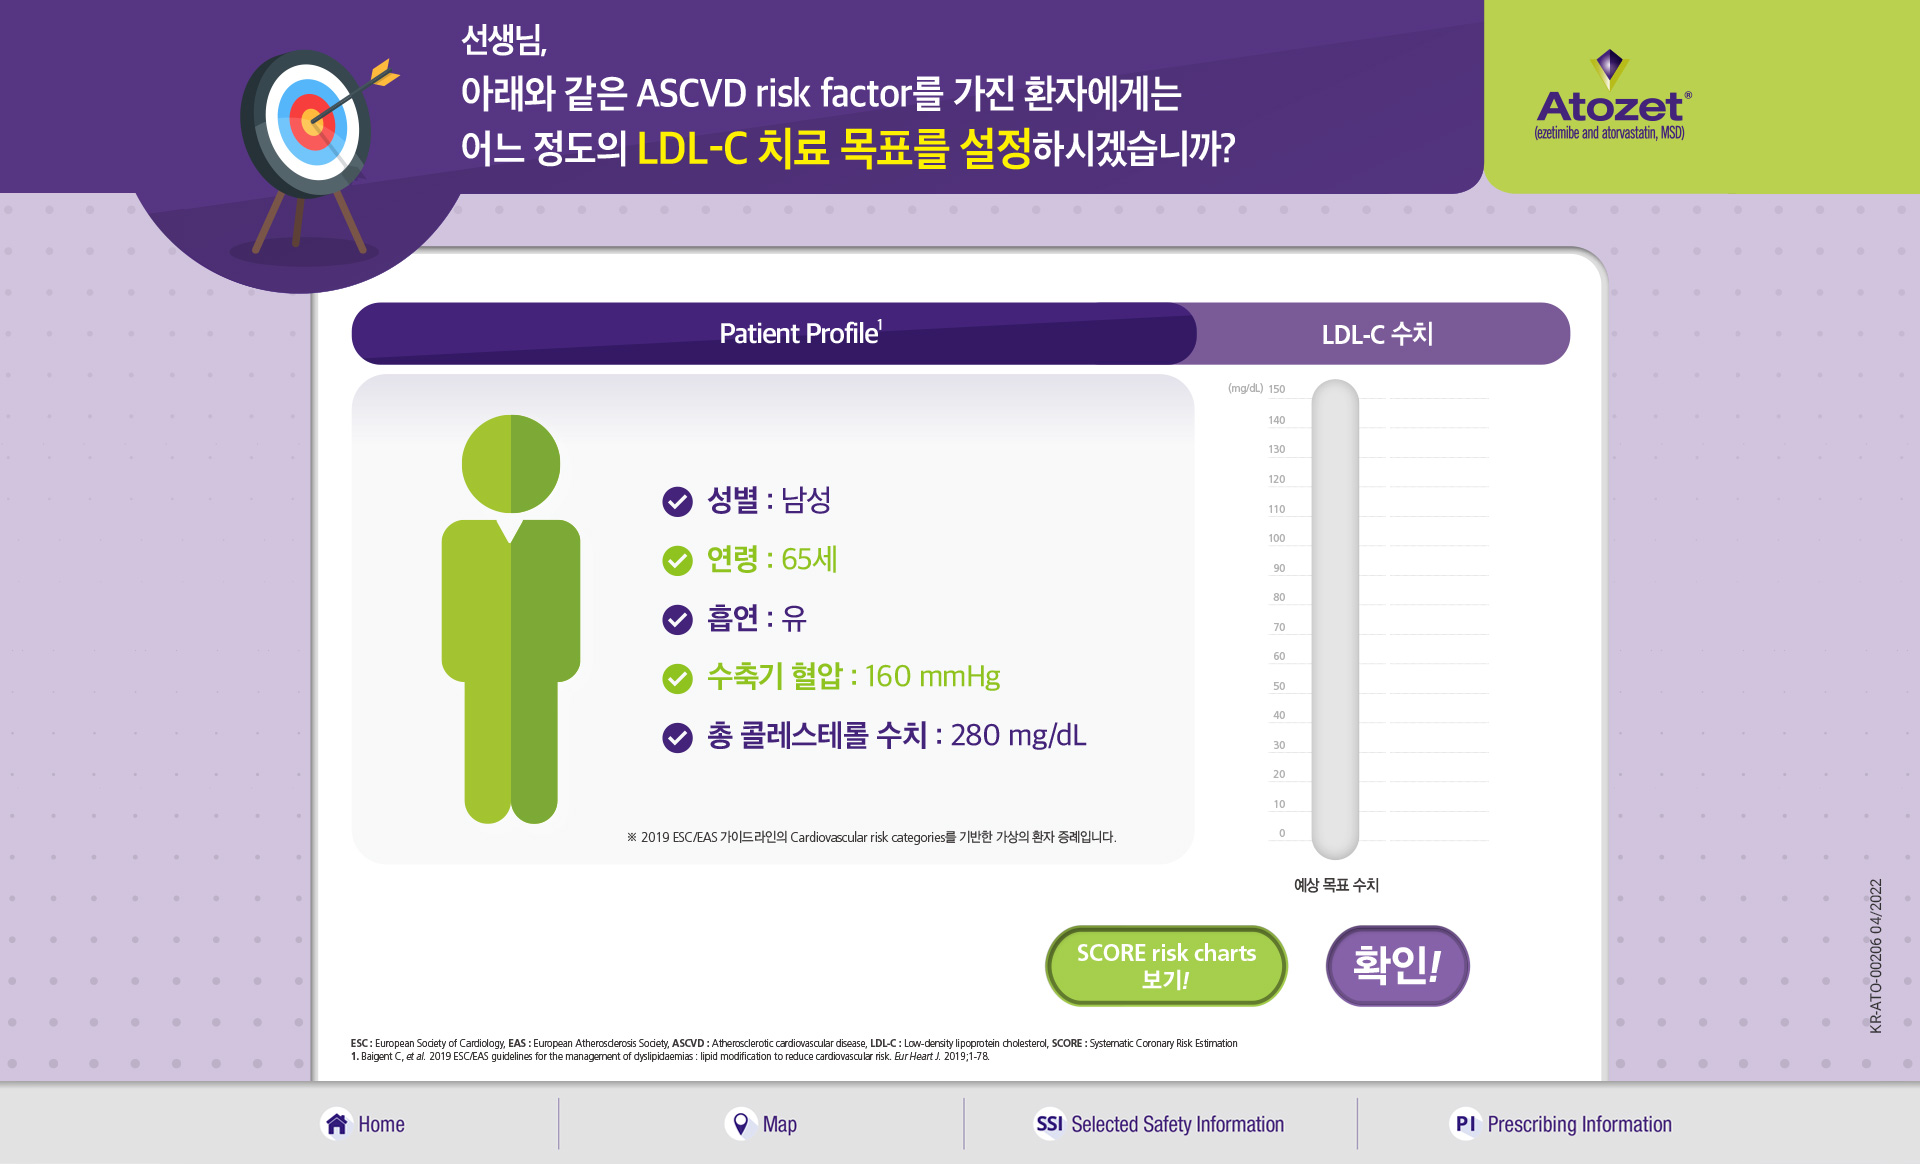 선생님,
아래와 같은 ASCVD risk factor를 가진 환자에게는
어느 정도의 LDL-C 치료 목표를 설정하시겠습니까?
Atozet®
(ezetimibe and atorvastatin, MSD)
Patient Profile1
LDL-C 수치
성별 : 남성
연령 : 65세
흡연 : 유
수축기 혈압 : 160 mmHg
총 콜레스테롤 수치 : 280 mg/dL
※ 2019 ESC/EAS 가이드라인의 Cardiovascular risk categories를 기반한 가상의 환자 증례입니다.
(mg/dL) 150
140
130
120
110
100
90
80
70
60
50
40
30
20
10
0
예상 목표 수치
SCORE risk charts
보기!
확인!
KR-ATO-00206 04/2022
ESC : European Society of Cardiology, EAS : European Atherosclerosis Society, ASCVD : Atherosclerotic cardiovascular disease, LDL-C : Low-density lipoprotein cholesterol, SCORE : Systematic Coronary Risk Estimation
1. Baigent C, et al. 2019 ESC/EAS guidelines for the management of dyslipidaemias : lipid modification to reduce cardiovascular risk. Eur Heart J. 2019;1-78.
Home
Map
SSI Selected Safety Information
PI Prescribing Information